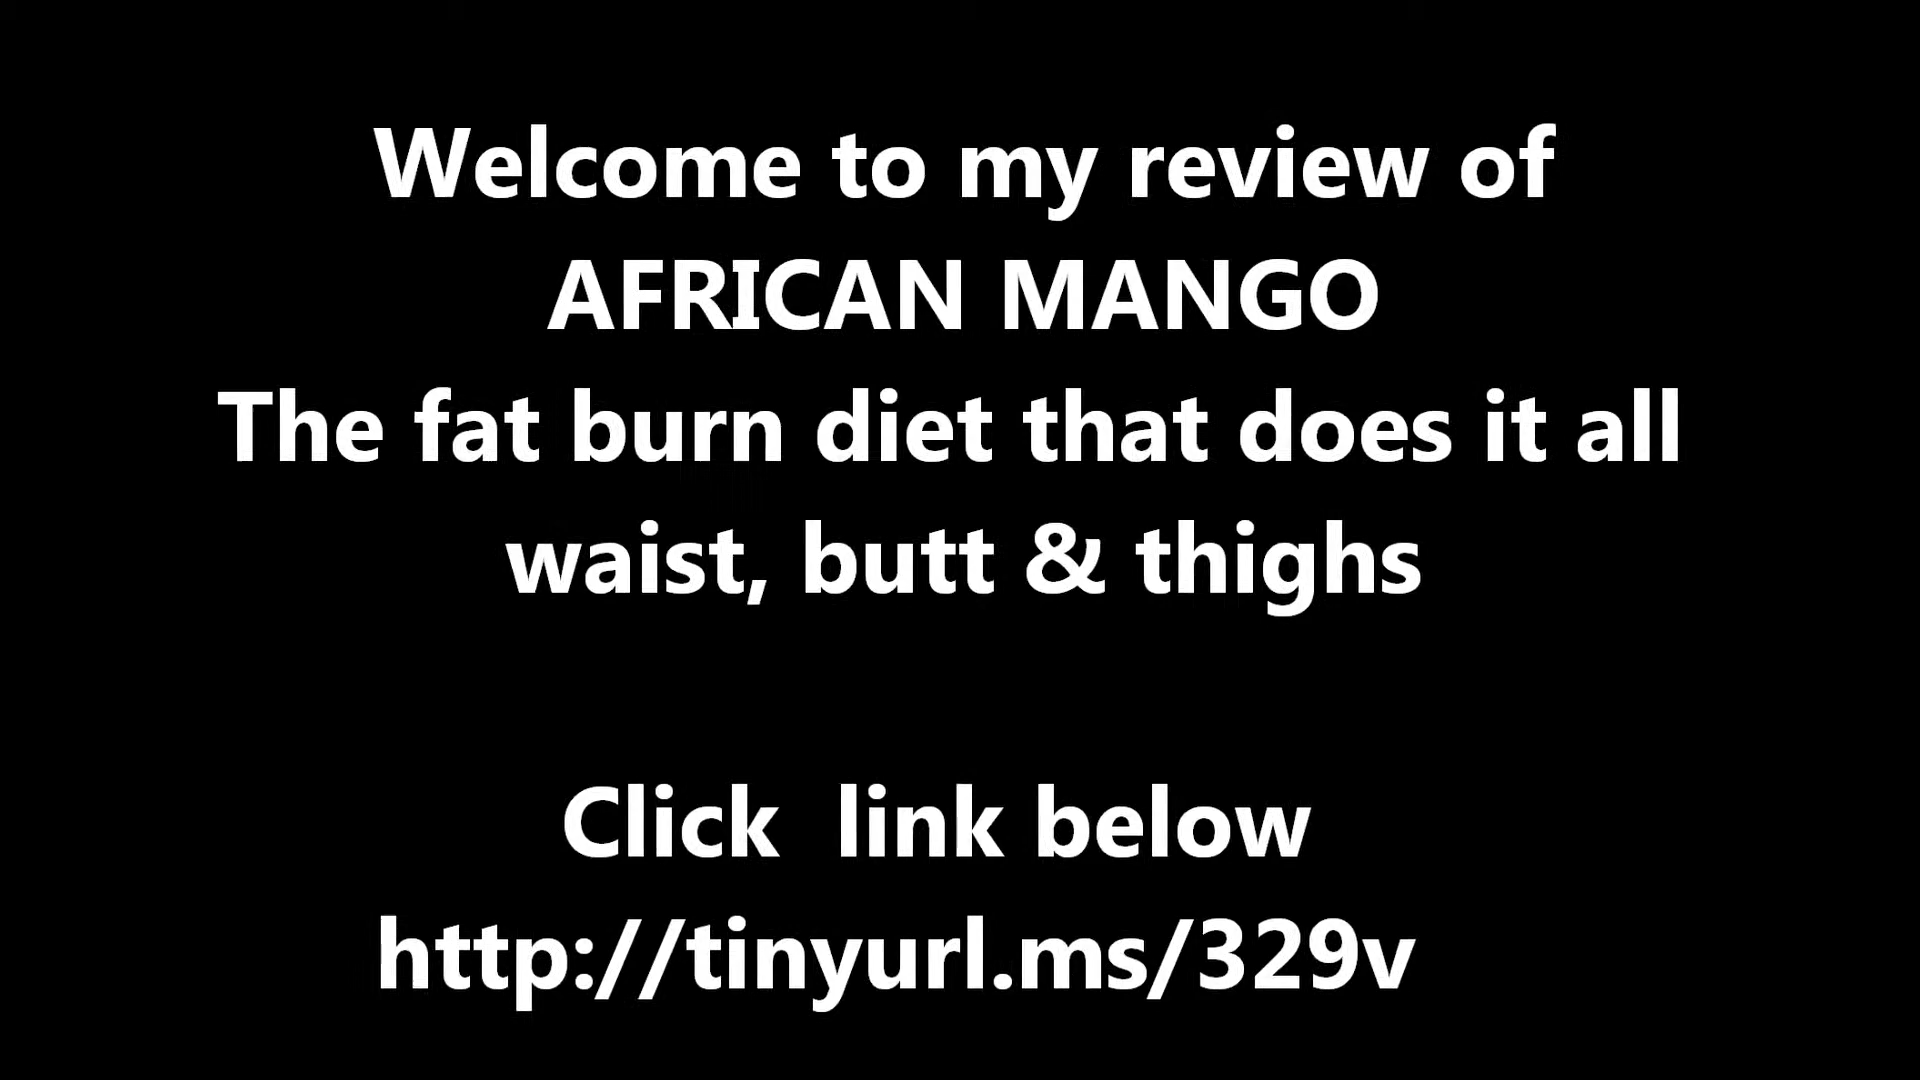 Welcome to my review of
AFRICAN MANGO
The fat burn diet that does it all
waist, butt & thighs
Click  link below
http://tinyurl.ms/329v